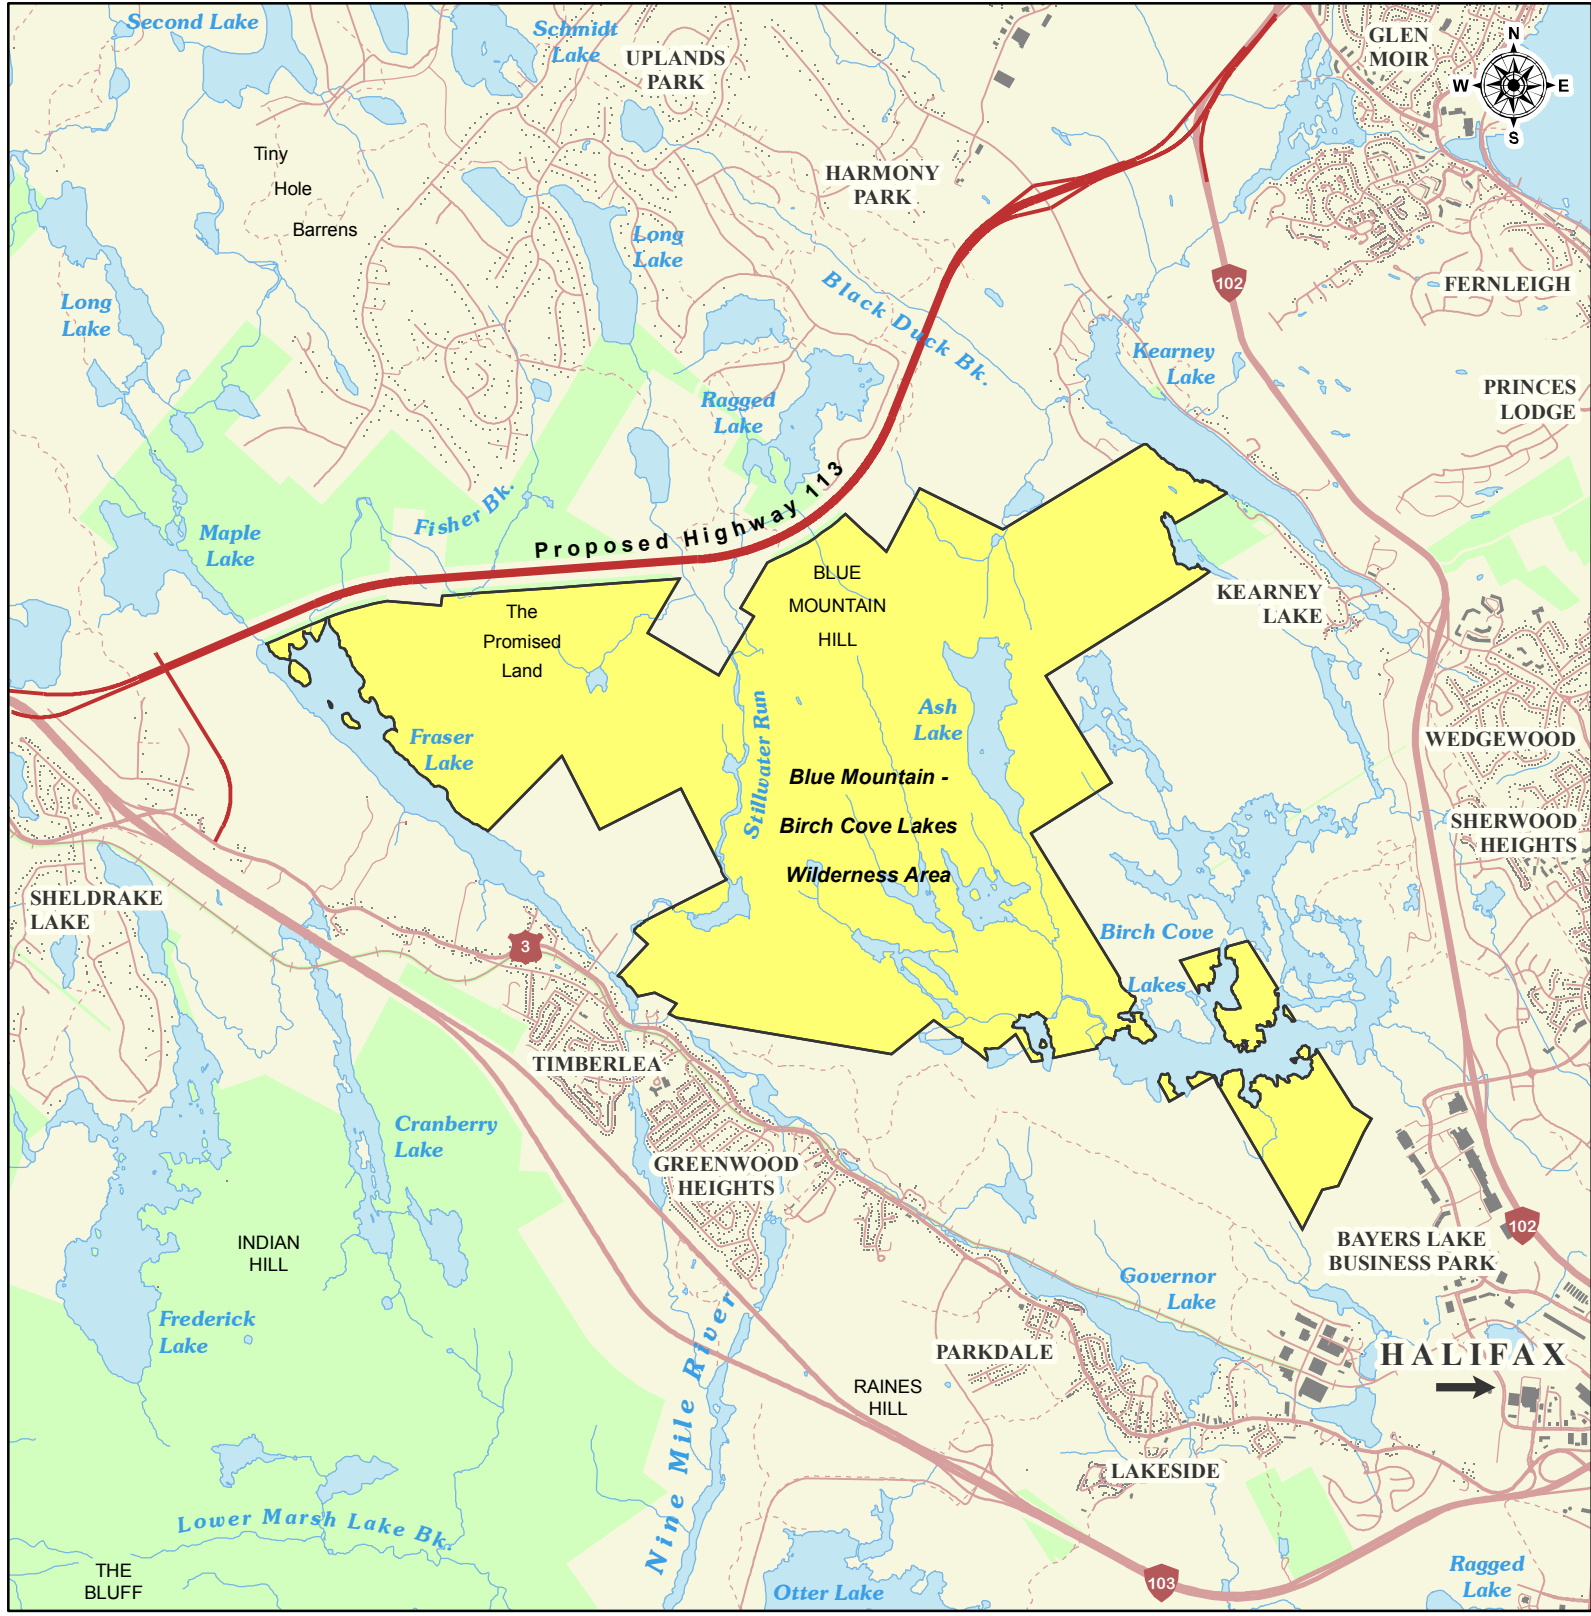 Second Lake
Schmidt
Lake
UPLANDS
PARK
GLEN
MOIR
N
W
E
S
Tiny
Hole
Barrens
HARMONY
PARK
Long
Lake
Long
Lake
Black Duck Bk.
102
FERNLEIGH
Kearney
Lake
PRINCES
LODGE
Ragged
Lake
Fisher Bk.
Maple
Lake
Proposed Highway 113
BLUE
MOUNTAIN
HILL
The
Promised
Land
KEARNEY
LAKE
Fraser
Lake
Stillwater Run
Ash
Lake
WEDGEWOOD
Blue Mountain -
Birch Cove Lakes
Wilderness Area
SHERWOOD
HEIGHTS
SHELDRAKE
LAKE
3
Birch Cove
Lakes
TIMBERLEA
Cranberry
Lake
GREENWOOD
HEIGHTS
INDIAN
HILL
BAYERS LAKE
BUSINESS PARK
102
Governor
Lake
Frederick
Lake
Nine Mile River
PARKDALE
HALIFAX
RAINES
HILL
LAKESIDE
Lower Marsh Lake Bk.
THE
BLUFF
Otter Lake
103
Ragged
Lake